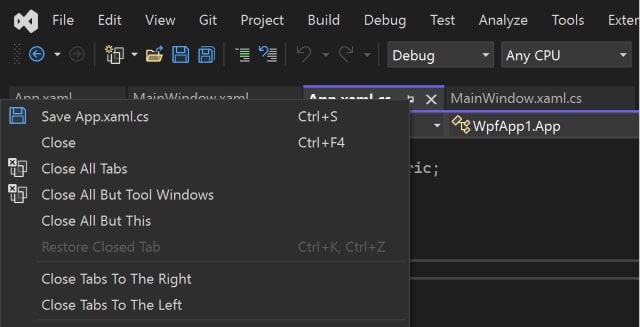 File Edit View Git Project Build Debug Test Analyze Tools
Debug Any CPU
App.xaml MainWindow.xaml App.xaml.cs MainWindow.xaml.cs
Save App.xaml.cs Ctrl+S
WpfApp1.App
Close Ctrl+F4
Close All Tabs
ric;
Close All But Tool Windows
Close All But This
Restore Closed Tab Ctrl+K, Ctrl+Z
Close Tabs To The Right
Close Tabs To The Left